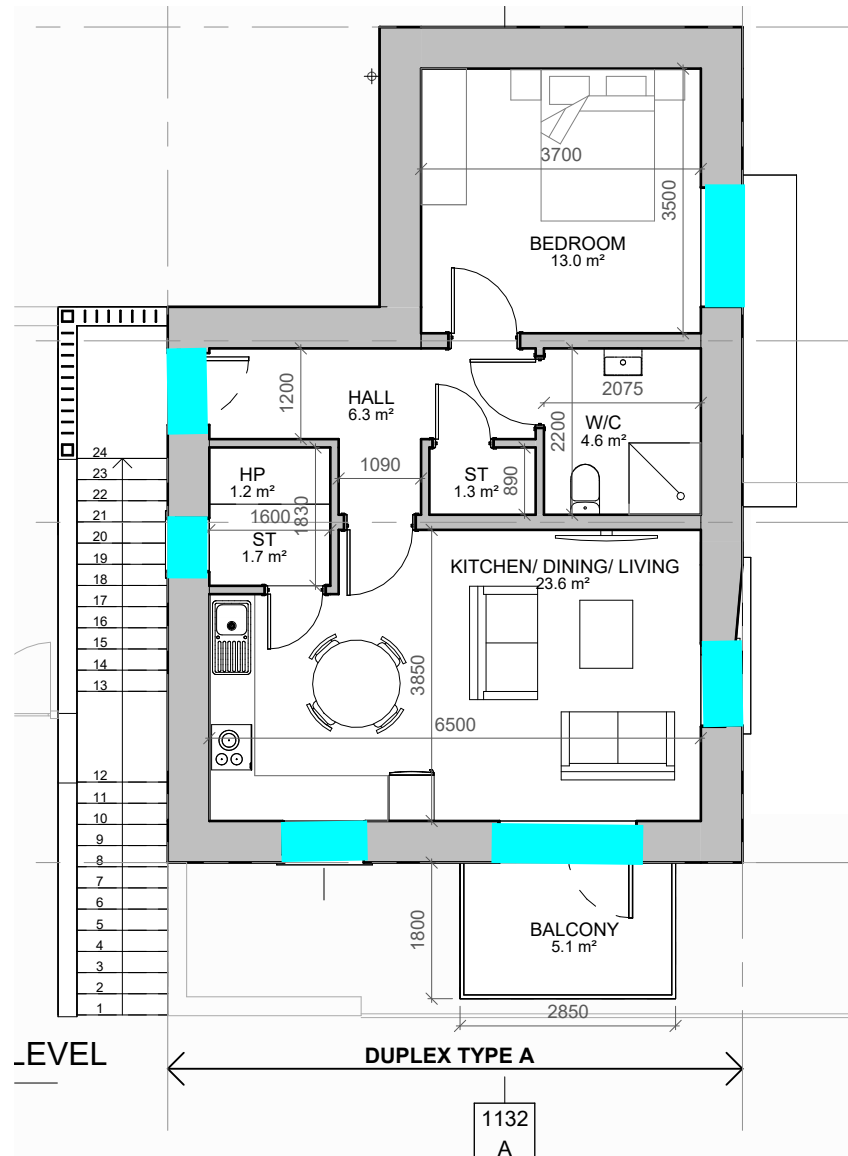 3700
3500
BEDROOM
13.0 m²
1200
HALL
6.3 m²
2075
2200
W/C
4.6 m²
24
23
22
21
20
19
18
17
16
15
14
13
12
11
10
9
8
7
6
5
4
3
2
1
HP
1.2 m²
1830
1600
ST
1.7 m²
1090
ST
1.3 m²
890
KITCHEN/ DINING/ LIVING
23.6 m²
3850
6500
1800
BALCONY
5.1 m²
2850
LEVEL
DUPLEX TYPE A
1132
A